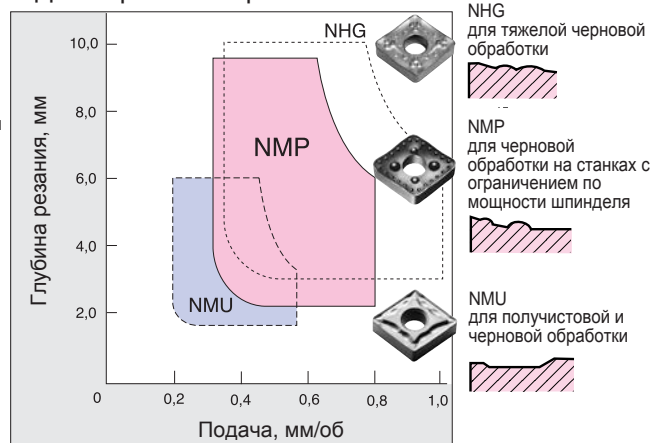 NHG
10,0
8,0
6,0
4,0
2,0
0
0,2
0,4
0,6
0,8
1,0
Глубина резания, мм
Подача, мм/об
NMP
NMU
NHG
для тяжелой черновой
обработки
NMP
для черновой
обработки на станках с
ограничением по
мощности шпинделя
NMU
для получистовой и
черновой обработки